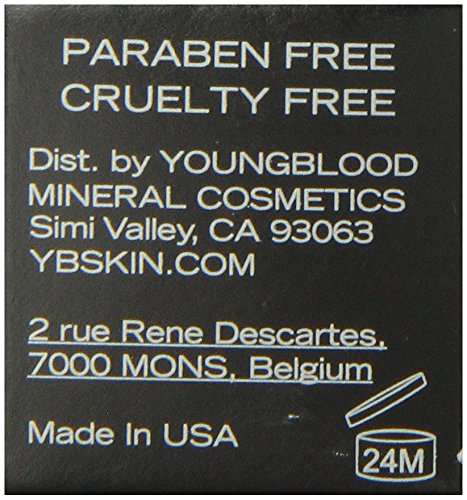 PARABEN FREE
CRUELTY FREE
Dist. by YOUNGBLOOD
MINERAL COSMETICS
Simi Valley, CA 93063
YBSKIN.COM
2 rue Rene Descartes,
7000 MONS, Belgium
Made In USA
24M